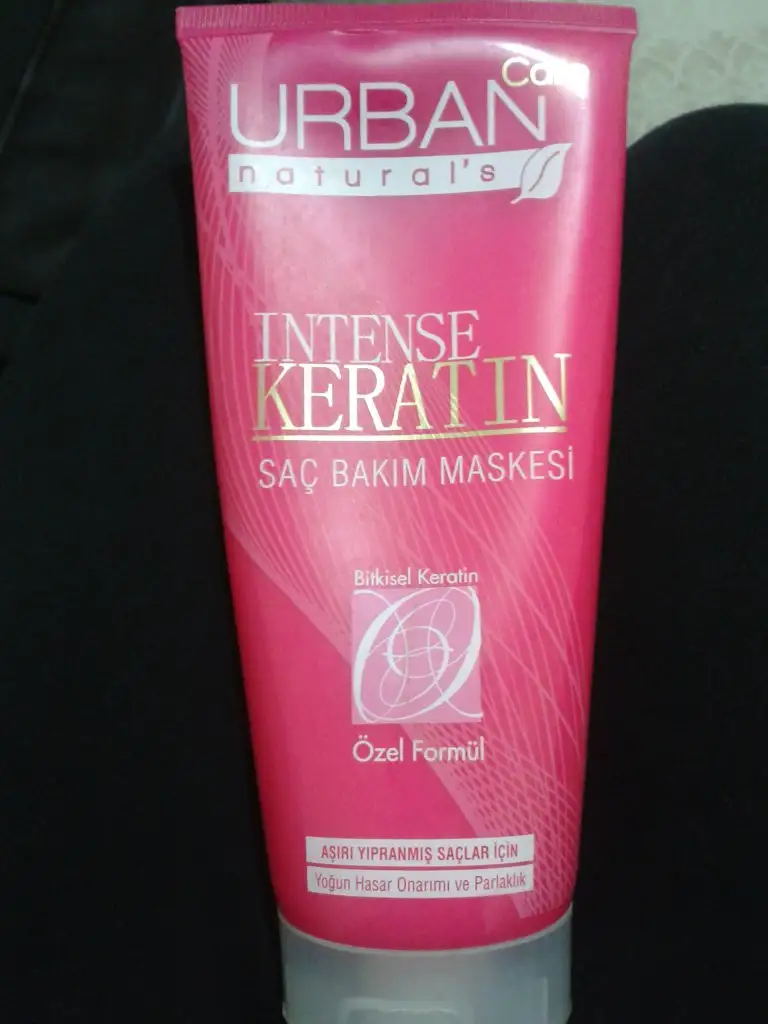 URBAN Care
natural's
INTENSE
KERATIN
SAÇ BAKIM MASKESİ
Bitkisel Keratin
Özel Formül
AŞIRI YIPRANMIŞ SAÇLAR İÇİN
Yoğun Hasar Onarımı ve Parlaklık